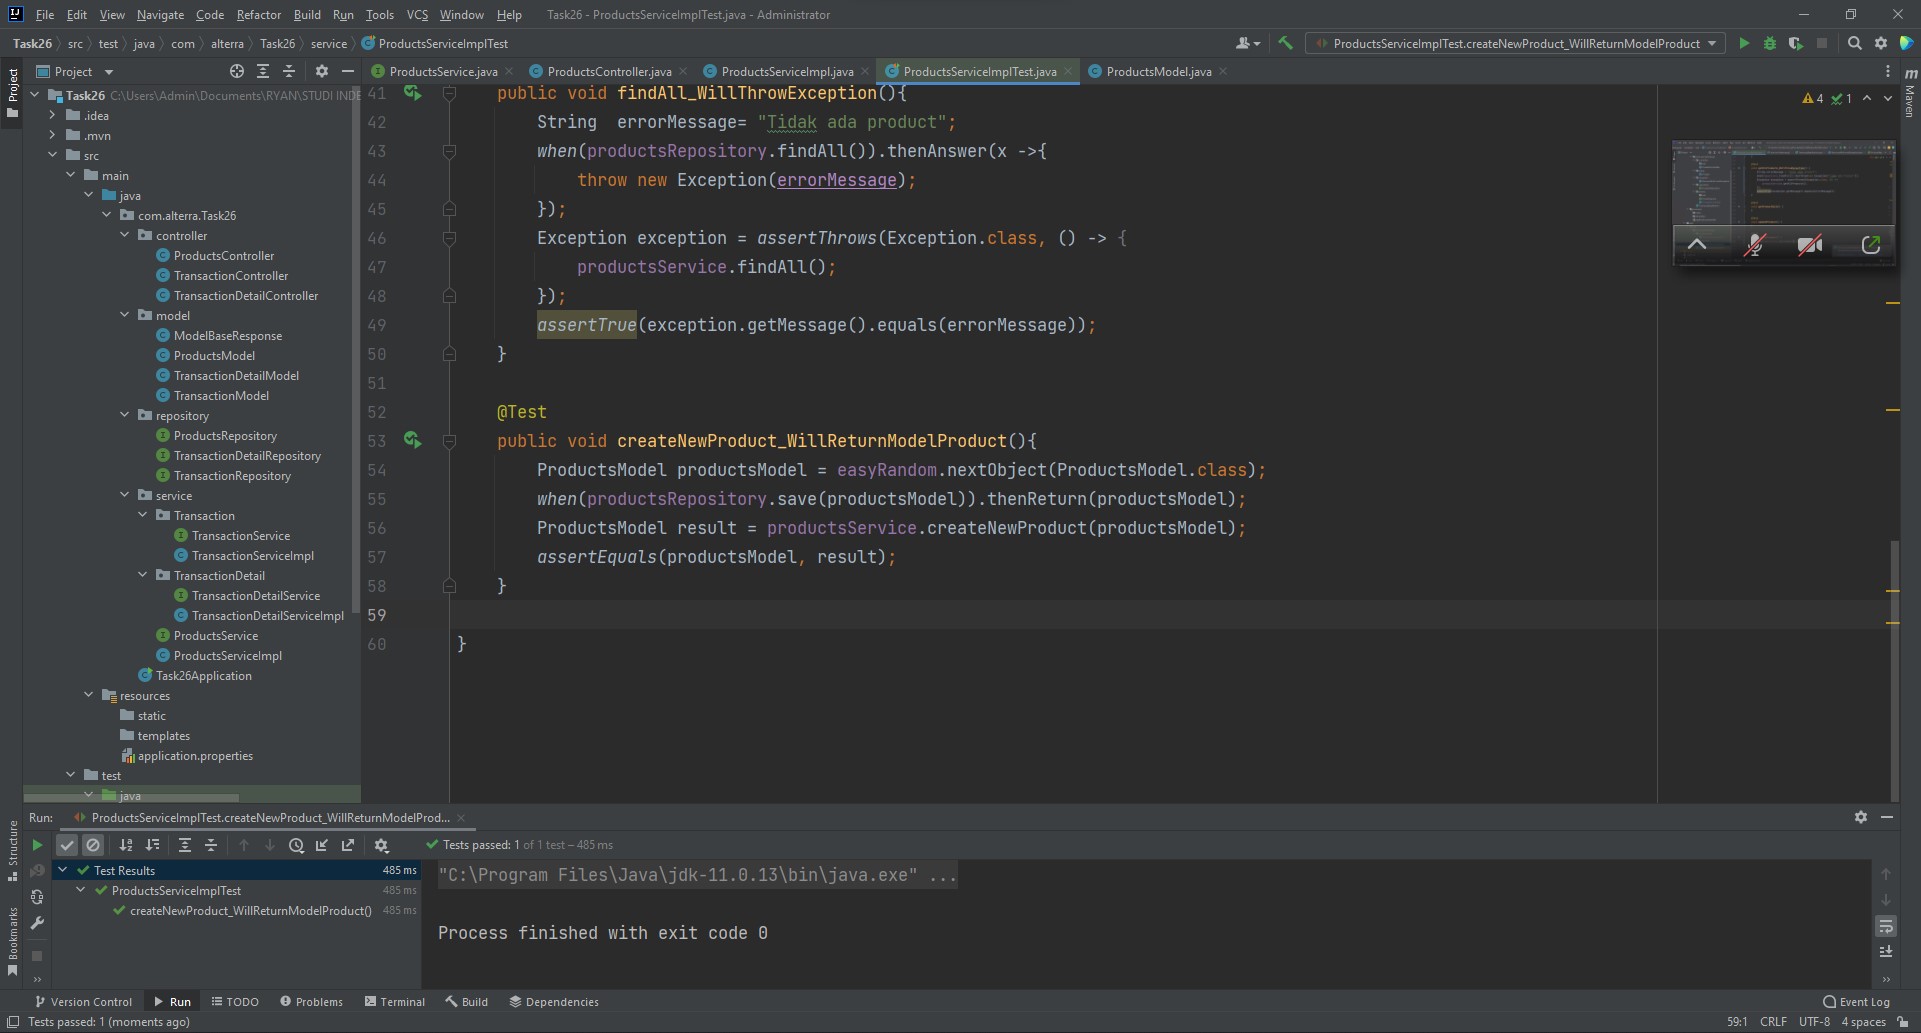 File Edit View Navigate Code Refactor Build Run Tools VCS Window Help Task26 - ProductsServiceImplTest.java - Administrator
Task26 src test java com alterra Task26 service ProductsServiceImplTest
ProductsServiceImplTest.createNewProduct_WillReturnModelProduct
Project
Project
ProductsService.java ProductsController.java ProductsServiceImpl.java ProductsServiceImplTest.java ProductsModel.java
Maven
Task26 C:\Users\Admin\Documents\RYAN\STUDI INDE
.idea
.mvn
src
main
java
com.alterra.Task26
controller
ProductsController
TransactionController
TransactionDetailController
model
ModelBaseResponse
ProductsModel
TransactionDetailModel
TransactionModel
repository
ProductsRepository
TransactionDetailRepository
TransactionRepository
service
Transaction
TransactionService
TransactionServiceImpl
TransactionDetail
TransactionDetailService
TransactionDetailServiceImpl
ProductsService
ProductsServiceImpl
Task26Application
resources
static
templates
application.properties
test
java
4 1
41 public void findAll_WillThrowException(){
42 String errorMessage= "Tidak ada product";
43 when(productsRepository.findAll()).thenAnswer(x ->{
44 throw new Exception(errorMessage);
45 });
46 Exception exception = assertThrows(Exception.class, () -> {
47 productsService.findAll();
48 });
49 assertTrue(exception.getMessage().equals(errorMessage));
50 }
51
52 @Test
53 public void createNewProduct_WillReturnModelProduct(){
54 ProductsModel productsModel = easyRandom.nextObject(ProductsModel.class);
55 when(productsRepository.save(productsModel)).thenReturn(productsModel);
56 ProductsModel result = productsService.createNewProduct(productsModel);
57 assertEquals(productsModel, result);
58 }
59
60 }
Run: ProductsServiceImplTest.createNewProduct_WillReturnModelProd...
Structure
Bookmarks
Tests passed: 1 of 1 test – 485 ms
Test Results 485 ms
ProductsServiceImplTest 485 ms
createNewProduct_WillReturnModelProduct() 485 ms
"C:\Program Files\Java\jdk-11.0.13\bin\java.exe" ...
Process finished with exit code 0
Version Control Run TODO Problems Terminal Build Dependencies Event Log
Tests passed: 1 (moments ago) 59:1 CRLF UTF-8 4 spaces